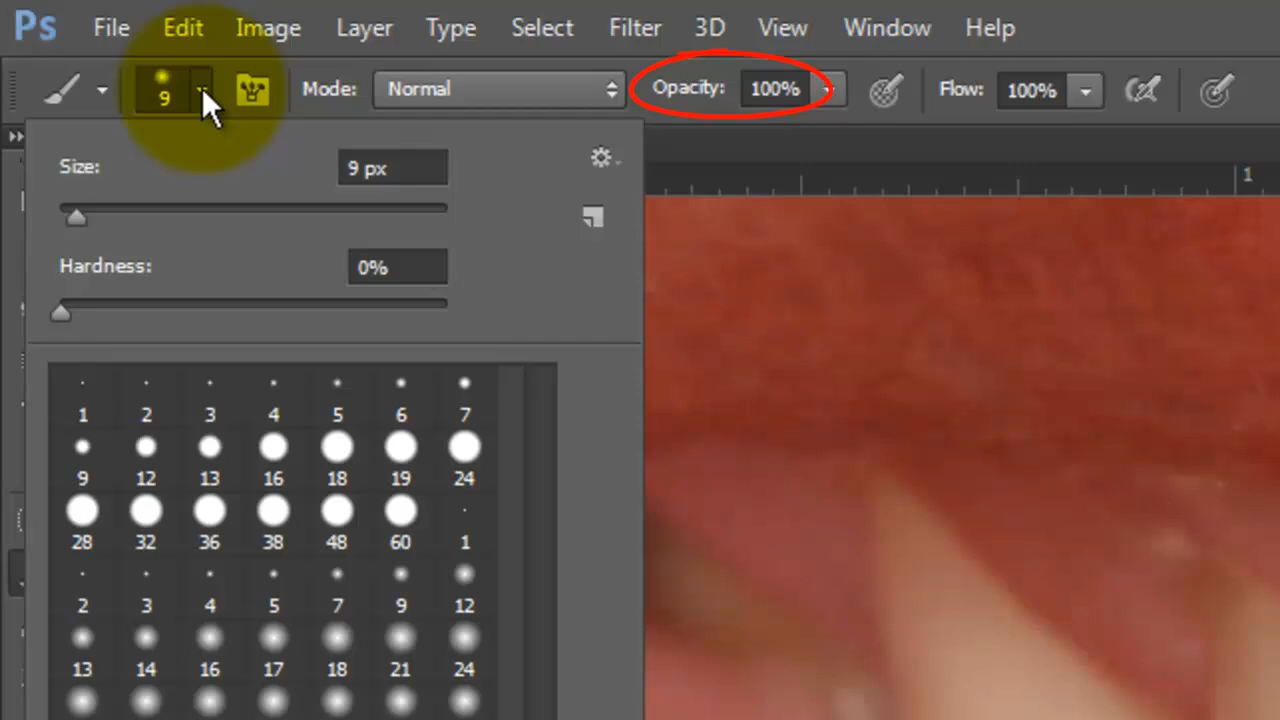 Ps File Edit Image Layer Type Select Filter 3D View Window Help
9 Mode: Normal Opacity: 100% Flow: 100%
Size: 9 px
1
Hardness: 0%
1 2 3 4 5 6 7
9 12 13 16 18 19 24
28 32 36 38 48 60 1
2 3 4 5 7 9 12
13 14 16 17 18 21 24